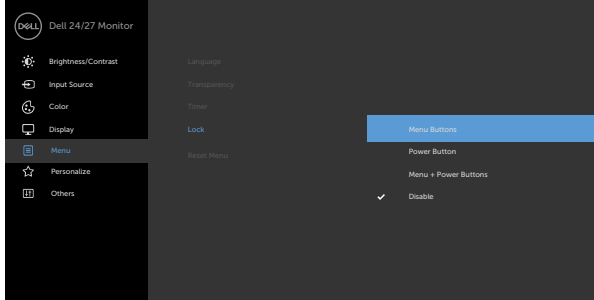 DELL
Dell 24/27 Monitor
Brightness/Contrast
Input Source
Color
Display
Menu
Personalize
Others
Language
Transparency
Timer
Lock
Reset Menu
Menu Buttons
Power Button
Menu + Power Buttons
Disable